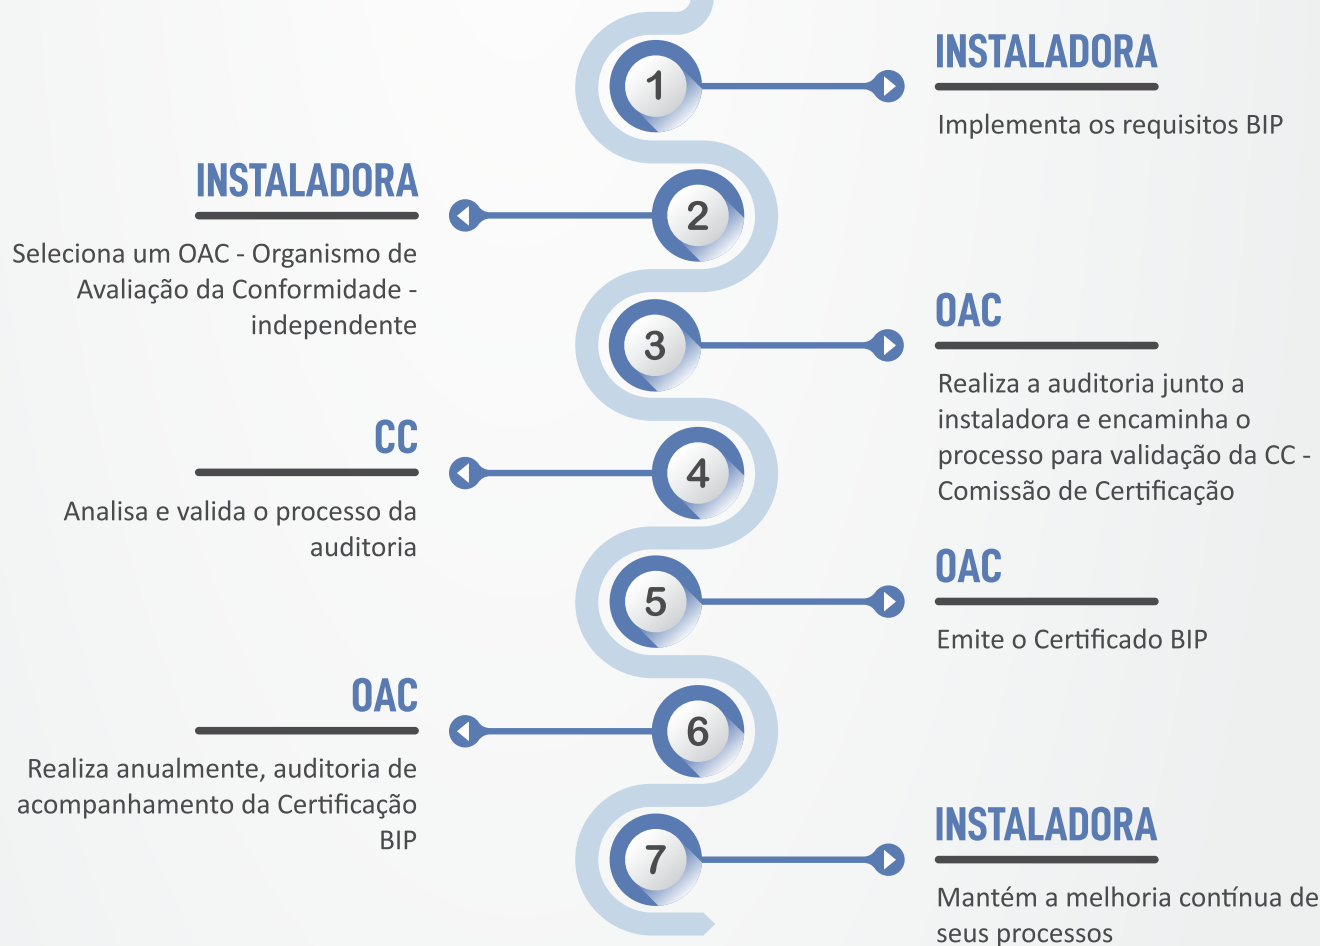 1
INSTALADORA
Implementa os requisitos BIP
2
INSTALADORA
Seleciona um OAC - Organismo de
Avaliação da Conformidade -
independente
3
OAC
Realiza a auditoria junto a
instaladora e encaminha o
processo para validação da CC -
Comissão de Certificação
4
CC
Analisa e valida o processo da
auditoria
5
OAC
Emite o Certificado BIP
6
OAC
Realiza anualmente, auditoria de
acompanhamento da Certificação
BIP
7
INSTALADORA
Mantém a melhoria contínua de
seus processos